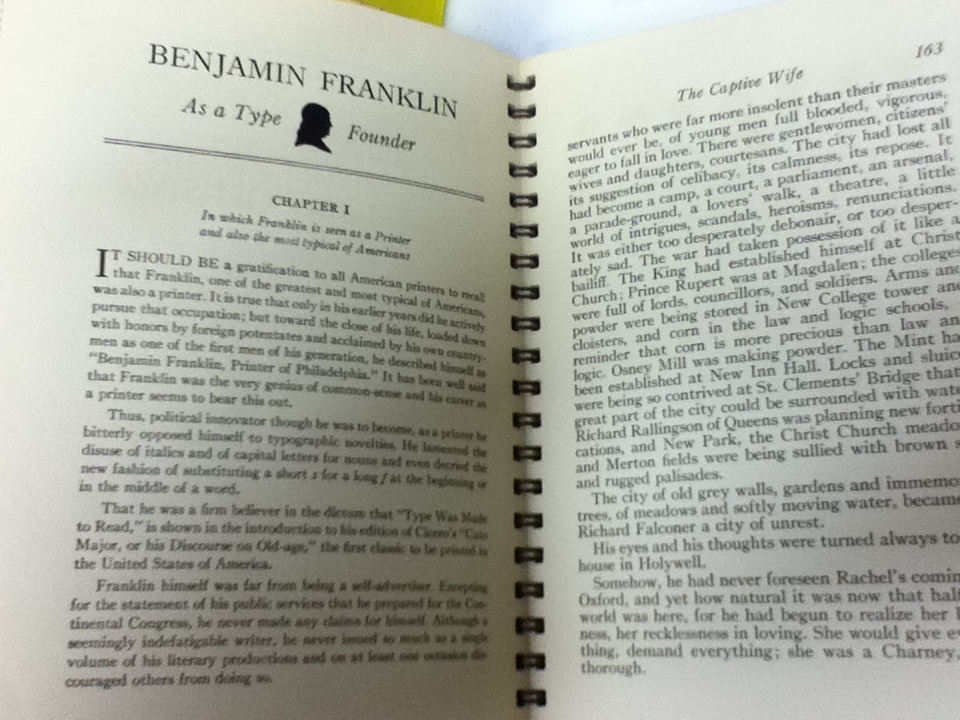 BENJAMIN FRANKLIN
As a Type Founder
CHAPTER I
In which Franklin is seen as a Printer
and also the most typical of Americans
IT SHOULD BE a gratification to all American printers to recall
that Franklin, one of the greatest and most typical of Americans,
was also a printer. It is true that only in his earlier years did he actively
pursue that occupation; but toward the close of his life, loaded down
with honors by foreign potentates and acclaimed by his own country-
men as one of the first men of his generation, he described himself as
"Benjamin Franklin, Printer of Philadelphia." It has been well said
that Franklin was the very genius of common-sense and his career as
a printer seems to bear this out.
Thus, political innovator though he was to become, as a printer he
bitterly opposed himself to typographic novelties. He lamented the
disuse of italics and of capital letters for nouns and even decried the
new fashion of substituting a short s for a long ſ at the beginning or
in the middle of a word.
That he was a firm believer in the dictum that "Type Was Made
to Read," is shown in the introduction to his edition of Cicero's "Cato
Major, or his Discourse on Old-age," the first classic to be printed in
the United States of America.
Franklin himself was far from being a self-advertiser. Excepting
for the statement of his public services that he prepared for the Con-
tinental Congress, he never made any claims for himself. Although a
seemingly indefatigable writer, he never issued so much as a single
volume of his literary productions and on at least one occasion dis-
couraged others from doing so.
163
The Captive Wife
servants who were far more insolent than their masters
would ever be, of young men full blooded, vigorous,
eager to fall in love. There were gentlewomen, citizens'
wives and daughters, courtesans. The city had lost all
its suggestion of celibacy, its calmness, its repose. It
had become a camp, a court, a parliament, an arsenal,
a parade-ground, a lovers' walk, a theatre, a little
world of intrigues, scandals, heroisms, renunciations.
It was either too desperately debonair, or too desper-
ately sad. The war had taken possession of it like a
bailiff. The King had established himself at Christ
Church; Prince Rupert was at Magdalen; the colleges
were full of lords, councillors, and soldiers. Arms and
powder were being stored in New College tower and
cloisters, and corn in the law and logic schools,
reminder that corn is more precious than law an
logic. Osney Mill was making powder. The Mint ha
been established at New Inn Hall. Locks and sluic
were being so contrived at St. Clements' Bridge that
great part of the city could be surrounded with wate
Richard Rallingson of Queens was planning new forti
cations, and New Park, the Christ Church meado
and Merton fields were being sullied with brown s
and rugged palisades.
The city of old grey walls, gardens and immemo
trees, of meadows and softly moving water, became
Richard Falconer a city of unrest.
His eyes and his thoughts were turned always to
house in Holywell.
Somehow, he had never foreseen Rachel's comin
Oxford, and yet how natural it was now that half
world was here, for he had begun to realize her
ness, her recklessness in loving. She would give e
thing, demand everything; she was a Charney,
thorough.